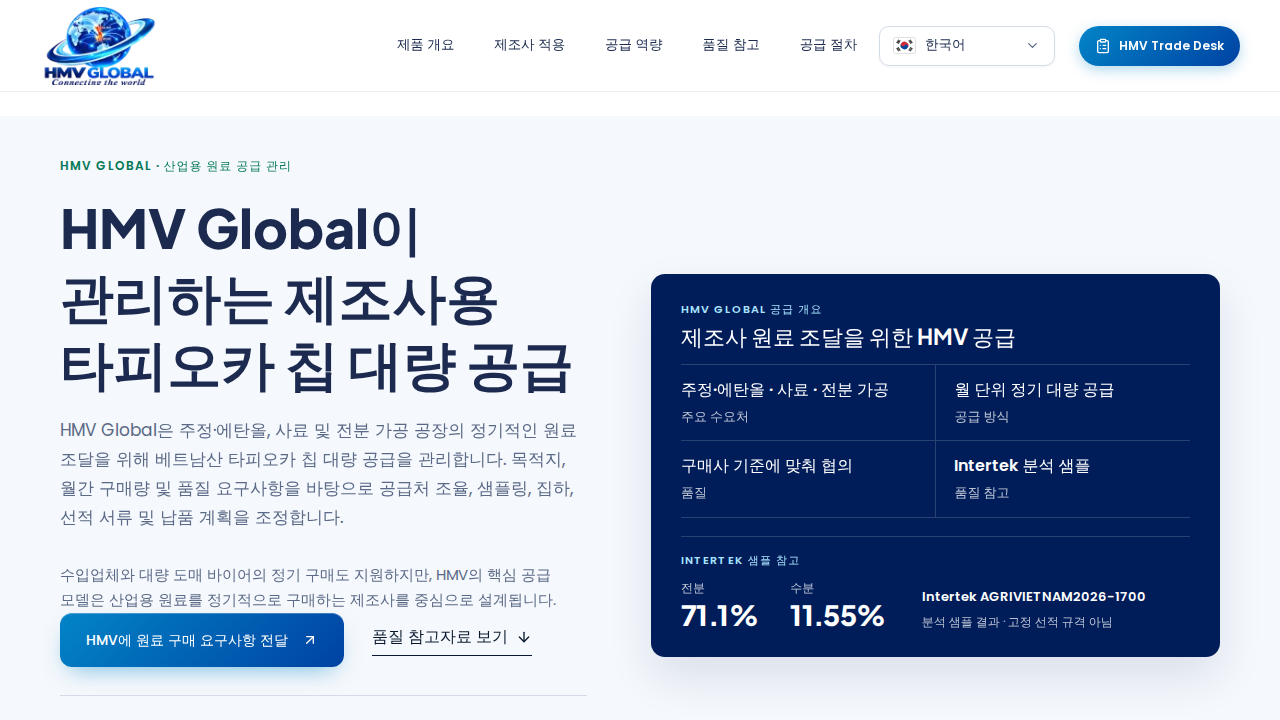 HMV GLOBAL
Connecting the world
제품 개요
제조사 적용
공급 역량
품질 참고
공급 절차
한국어
HMV Trade Desk
HMV GLOBAL · 산업용 원료 공급 관리
HMV Global이
관리하는 제조사용
타피오카 칩 대량 공급
HMV Global은 주정·에탄올, 사료 및 전분 가공 공장의 정기적인 원료
조달을 위해 베트남산 타피오카 칩 대량 공급을 관리합니다. 목적지,
월간 구매량 및 품질 요구사항을 바탕으로 공급처 조율, 샘플링, 집하,
선적 서류 및 납품 계획을 조정합니다.
수입업체와 대량 도매 바이어의 정기 구매도 지원하지만, HMV의 핵심 공급
모델은 산업용 원료를 정기적으로 구매하는 제조사를 중심으로 설계됩니다.
HMV에 원료 구매 요구사항 전달
품질 참고자료 보기
HMV GLOBAL 공급 개요
제조사 원료 조달을 위한 HMV 공급
주정·에탄올 · 사료 · 전분 가공
주요 수요처
월 단위 정기 대량 공급
공급 방식
구매사 기준에 맞춰 협의
품질
Intertek 분석 샘플
품질 참고
INTERTEK 샘플 참고
전분
71.1%
수분
11.55%
Intertek AGRIVIETNAM2026-1700
분석 샘플 결과 · 고정 선적 규격 아님